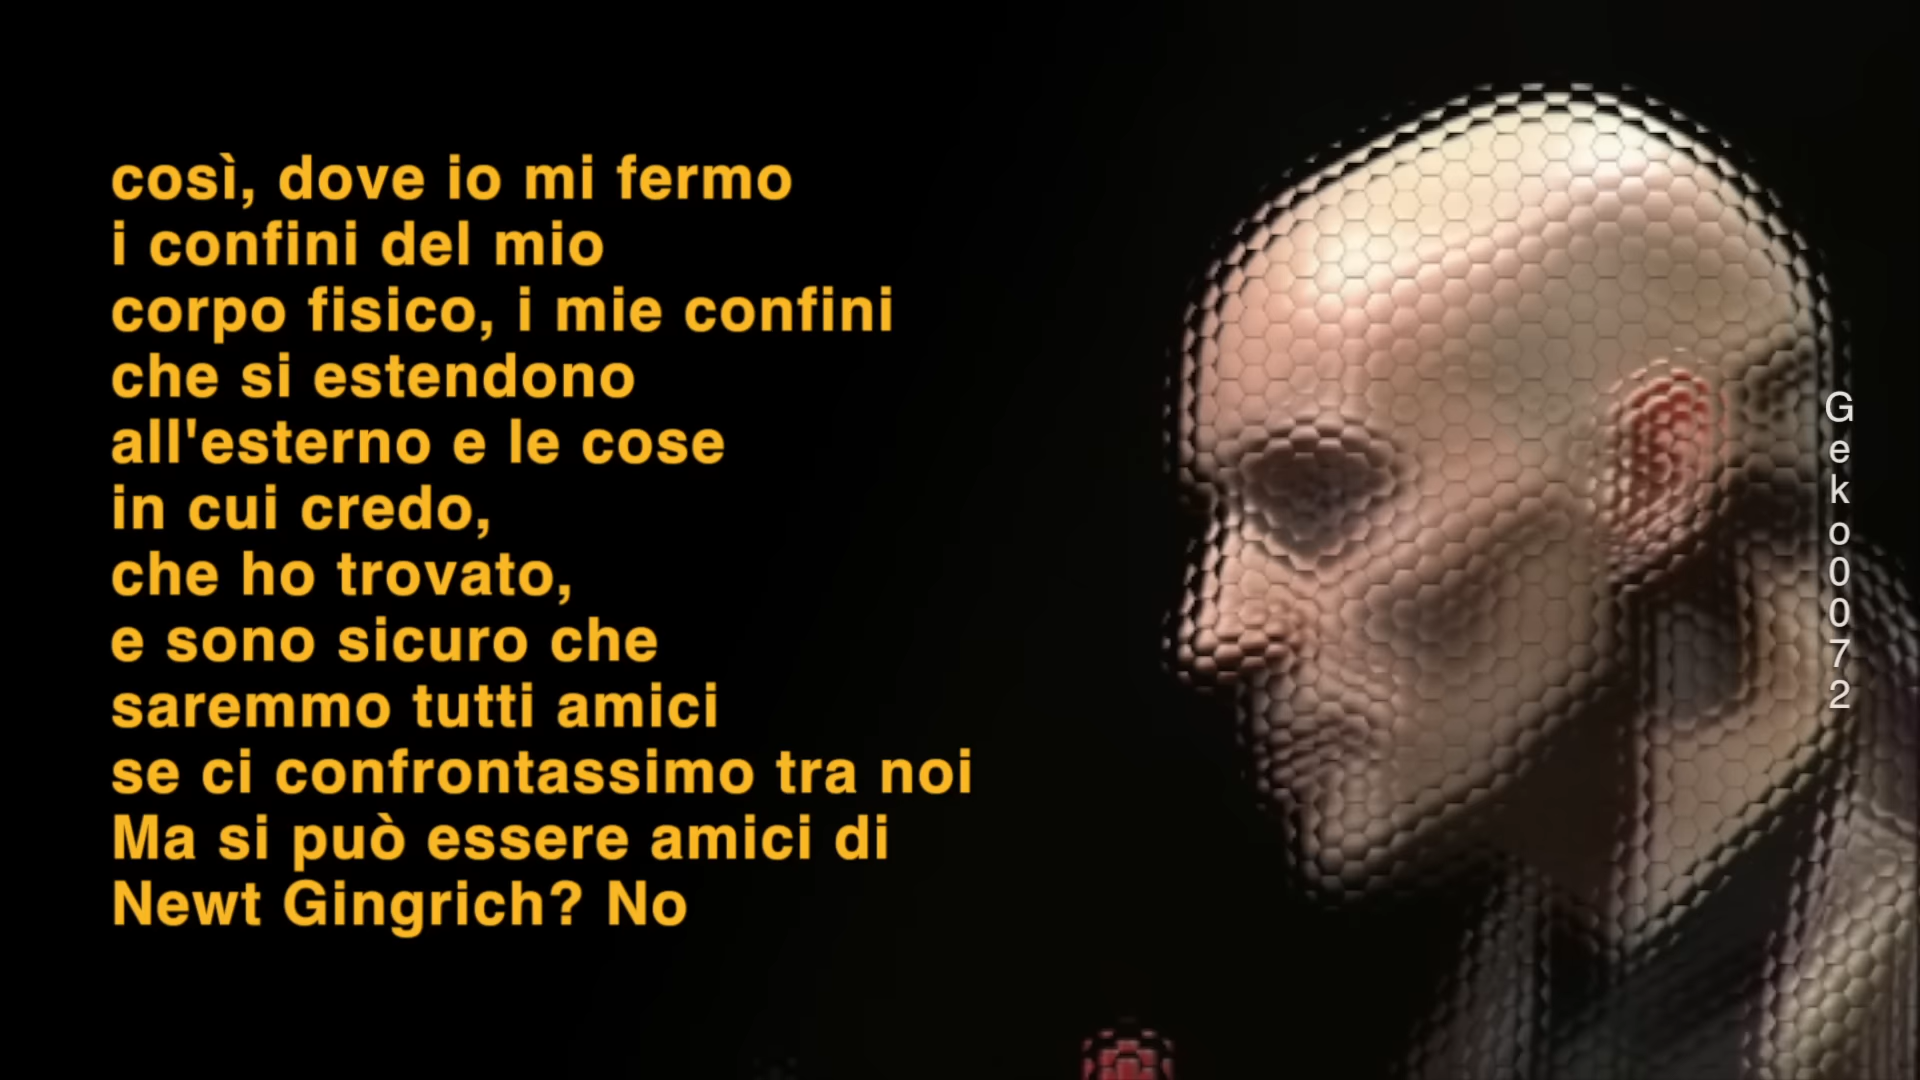 così, dove io mi fermo
i confini del mio
corpo fisico, i mie confini
che si estendono
all'esterno e le cose
in cui credo,
che ho trovato,
e sono sicuro che
saremmo tutti amici
se ci confrontassimo tra noi
Ma si può essere amici di
Newt Gingrich? No
Geko0072